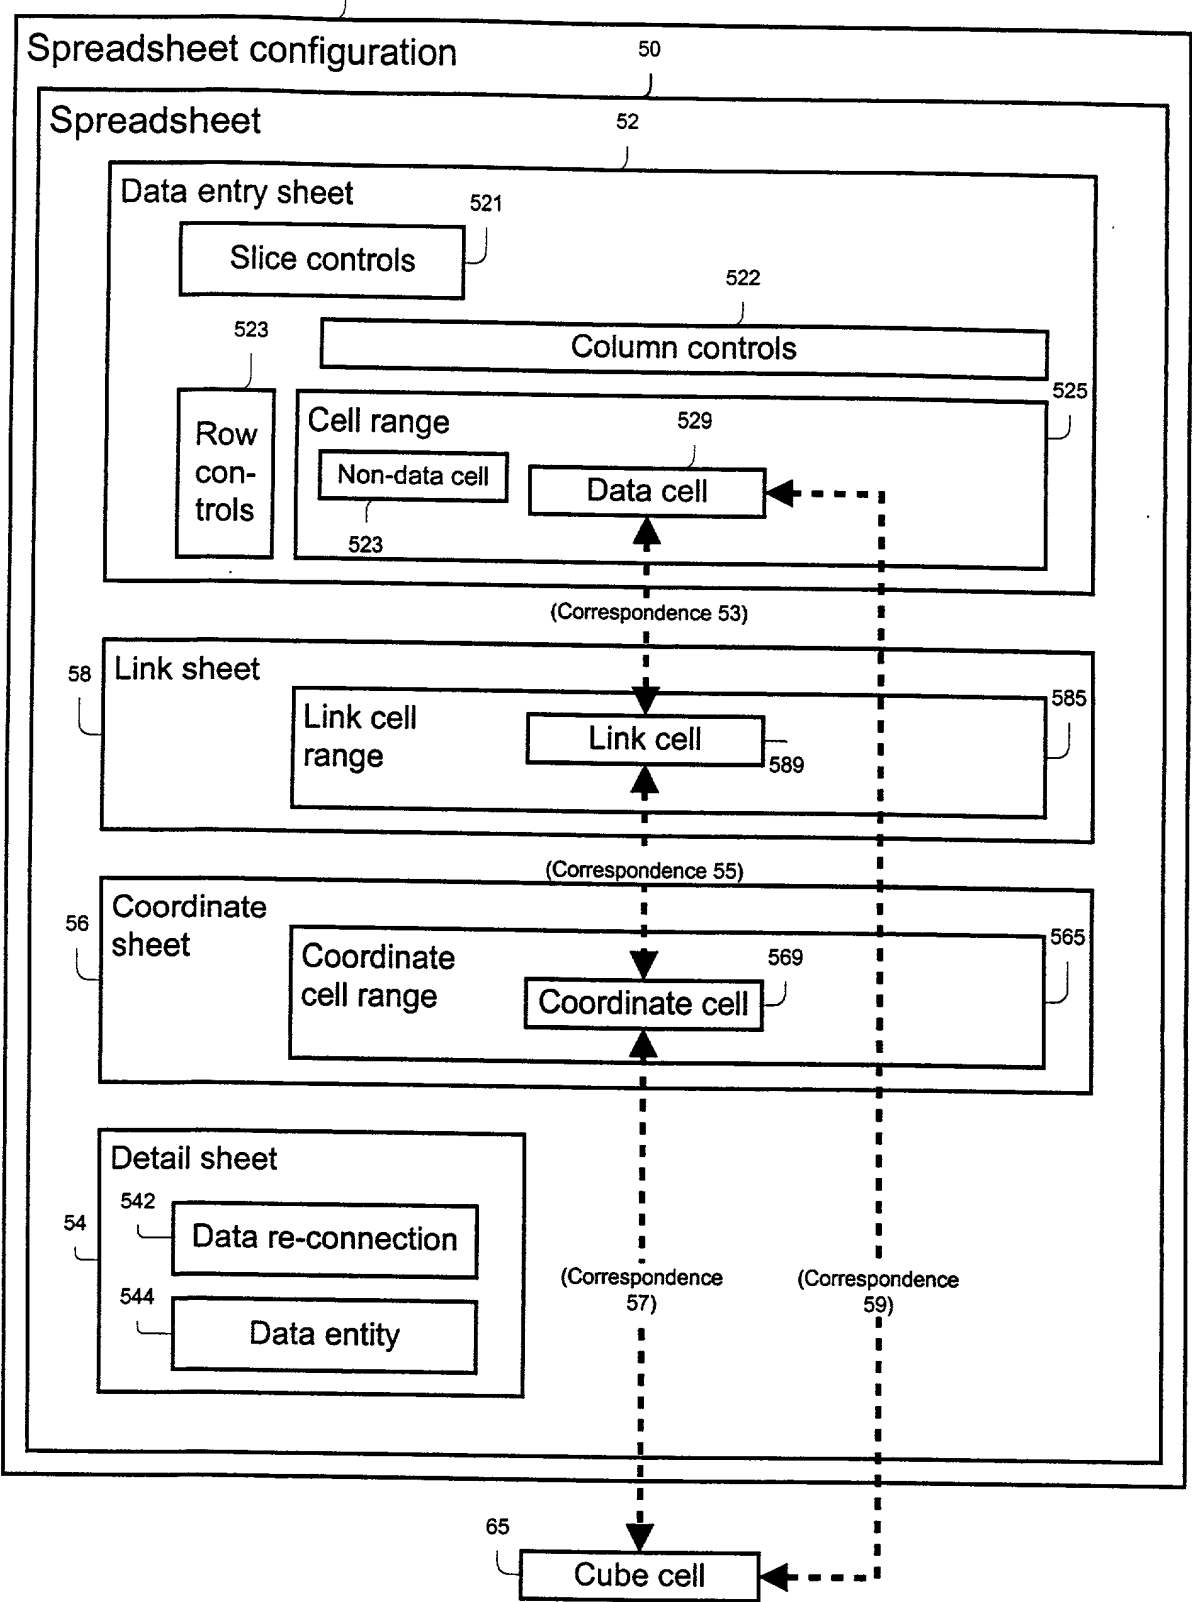 Spreadsheet configuration
50
Spreadsheet
52
Data entry sheet
521
Slice controls
522
Column controls
523
Row
con-
trols
525
Cell range
529
Non-data cell
Data cell
523
(Correspondence 53)
58
Link sheet
585
Link cell
range
Link cell
589
(Correspondence 55)
56
Coordinate
sheet
565
Coordinate
cell range
569
Coordinate cell
Detail sheet
542
Data re-connection
54
544
Data entity
(Correspondence
57)
(Correspondence
59)
65
Cube cell